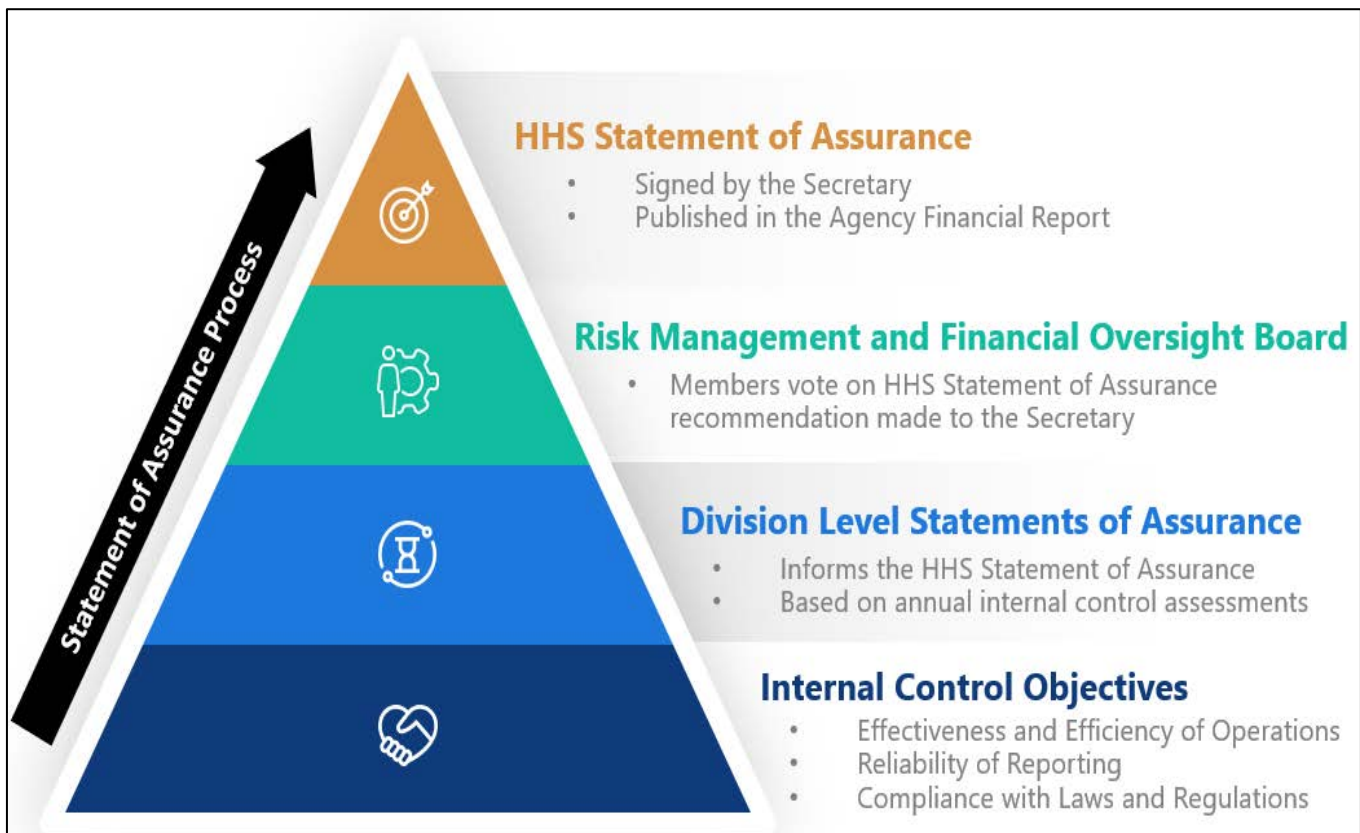 HHS Statement of Assurance
• Signed by the Secretary
• Published in the Agency Financial Report
Risk Management and Financial Oversight Board
• Members vote on HHS Statement of Assurance
recommendation made to the Secretary
Division Level Statements of Assurance
• Informs the HHS Statement of Assurance
• Based on annual internal control assessments
Internal Control Objectives
• Effectiveness and Efficiency of Operations
• Reliability of Reporting
• Compliance with Laws and Regulations
Statement of Assurance Process